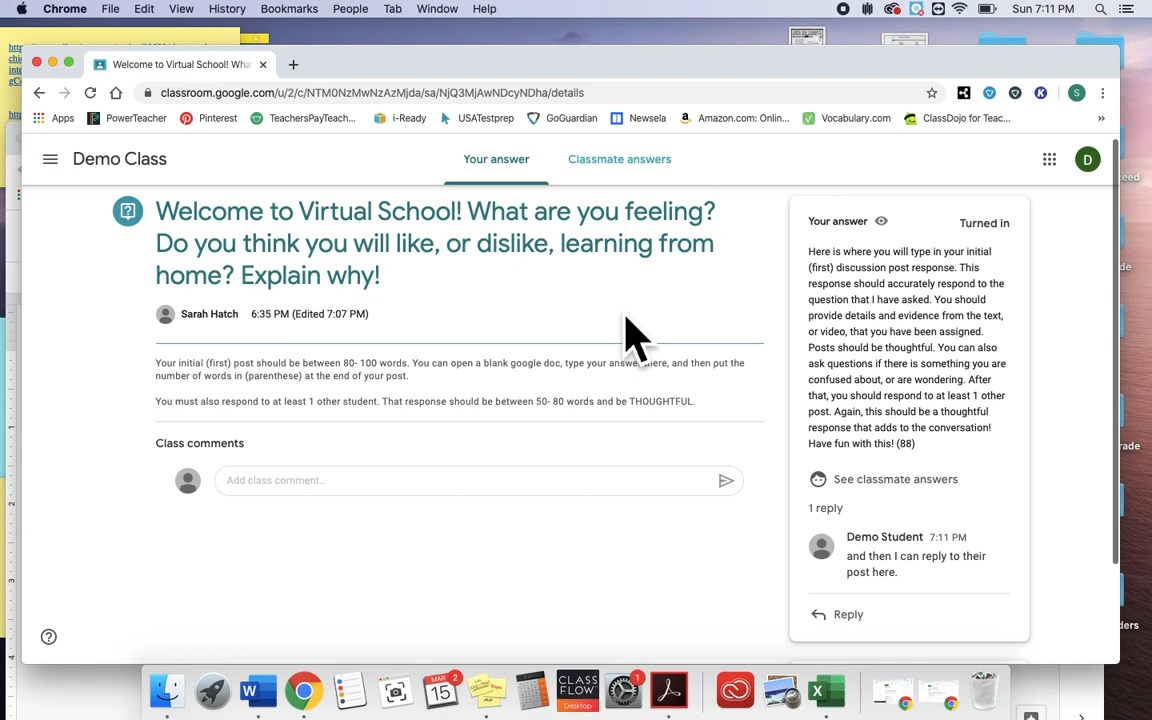 Chrome File Edit View History Bookmarks People Tab Window Help Sun 7:11 PM
Welcome to Virtual School! Wha
classroom.google.com/u/2/c/NTM0NzMwNzAzMjda/sa/NjQ3MjAwNDcyNDha/details
Apps PowerTeacher Pinterest TeachersPayTeach... i-Ready USATestprep GoGuardian Newsela Amazon.com: Onlin... Vocabulary.com ClassDojo for Teac...
Demo Class Your answer Classmate answers D
Welcome to Virtual School! What are you feeling?
Do you think you will like, or dislike, learning from
home? Explain why!
Sarah Hatch 6:35 PM (Edited 7:07 PM)
Your initial (first) post should be between 80- 100 words. You can open a blank google doc, type your answer there, and then put the
number of words in (parenthese) at the end of your post.
You must also respond to at least 1 other student. That response should be between 50- 80 words and be THOUGHTFUL.
Class comments
Add class comment...
Your answer Turned in
Here is where you will type in your initial
(first) discussion post response. This
response should accurately respond to the
question that I have asked. You should
provide details and evidence from the text,
or video, that you have been assigned.
Posts should be thoughtful. You can also
ask questions if there is something you are
confused about, or are wondering. After
that, you should respond to at least 1 other
post. Again, this should be a thoughtful
response that adds to the conversation!
Have fun with this! (88)
See classmate answers
1 reply
Demo Student 7:11 PM
and then I can reply to their
post here.
Reply
MAR 15 2
CLASS FLOW Desktop
1